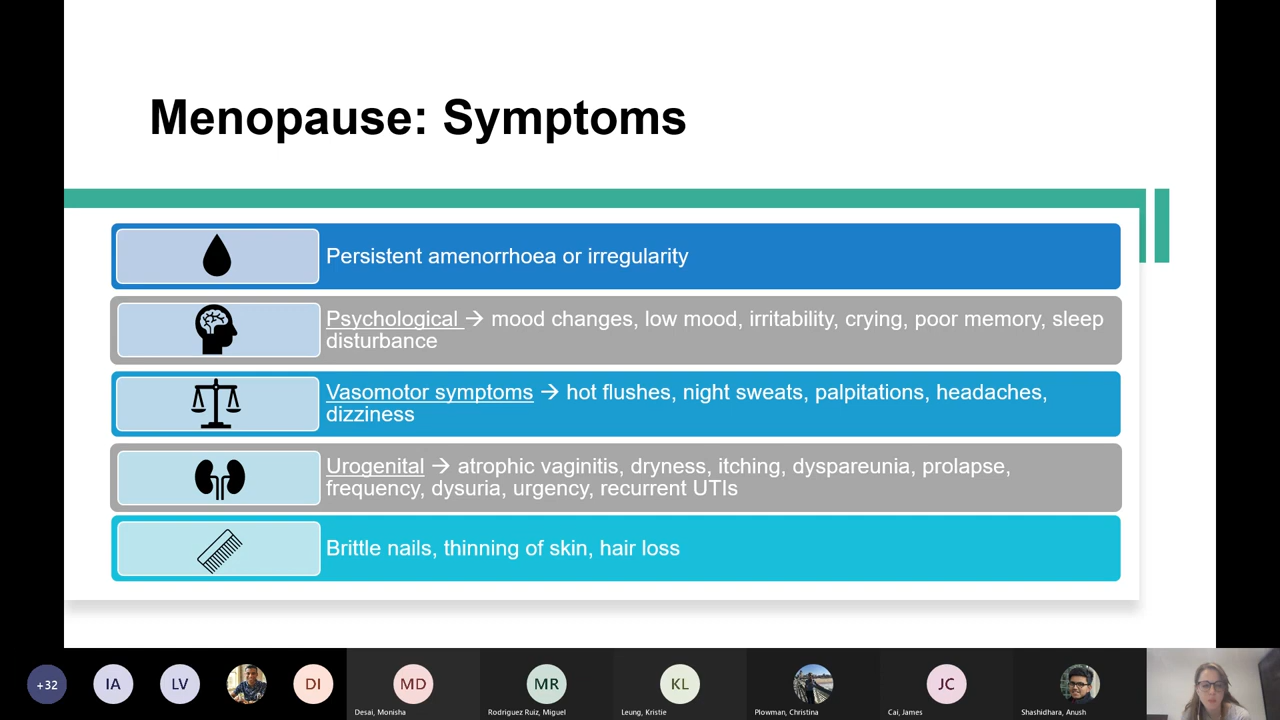 Menopause: Symptoms
Persistent amenorrhoea or irregularity
Psychological → mood changes, low mood, irritability, crying, poor memory, sleep
disturbance
Vasomotor symptoms → hot flushes, night sweats, palpitations, headaches,
dizziness
Urogenital → atrophic vaginitis, dryness, itching, dyspareunia, prolapse,
frequency, dysuria, urgency, recurrent UTIs
Brittle nails, thinning of skin, hair loss
+32 IA LV DI MD MR KL JC
Desai, Monisha Rodriguez Ruiz, Miguel Leung, Kristie Plowman, Christina Cai, James Shashidhara, Anush